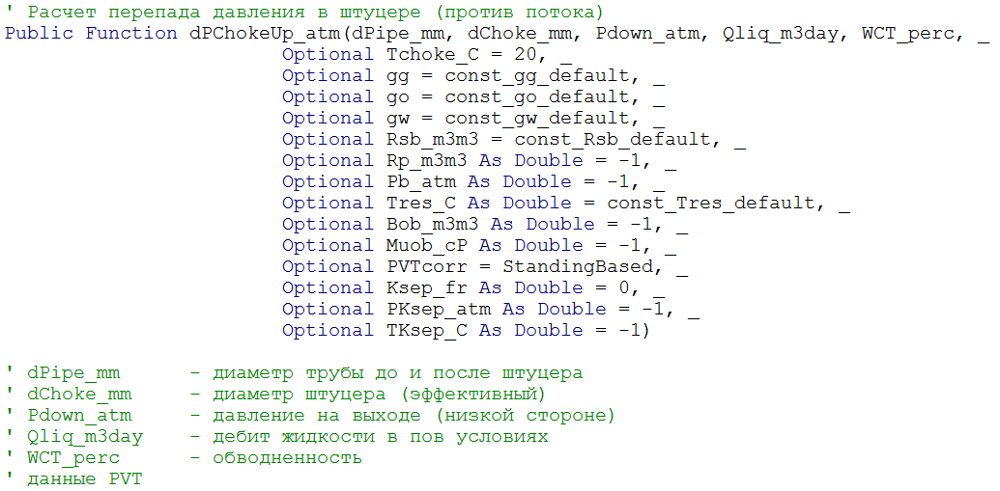 ' Расчет перепада давления в штуцере (против потока)
Public Function dPChokeUp_atm(dPipe_mm, dChoke_mm, Pdown_atm, Qliq_m3day, WCT_perc, _
Optional Tchoke_C = 20, _
Optional gg = const_gg_default, _
Optional go = const_go_default, _
Optional gw = const_gw_default, _
Optional Rsb_m3m3 = const_Rsb_default, _
Optional Rp_m3m3 As Double = -1, _
Optional Pb_atm As Double = -1, _
Optional Tres_C As Double = const_Tres_default, _
Optional Bob_m3m3 As Double = -1, _
Optional Muob_cP As Double = -1, _
Optional PVTcorr = StandingBased, _
Optional Ksep_fr As Double = 0, _
Optional PKsep_atm As Double = -1, _
Optional TKsep_C As Double = -1)
' dPipe_mm - диаметр трубы до и после штуцера
' dChoke_mm - диаметр штуцера (эффективный)
' Pdown_atm - давление на выходе (низкой стороне)
' Qliq_m3day - дебит жидкости в пов условиях
' WCT_perc - обводненность
' данные PVT